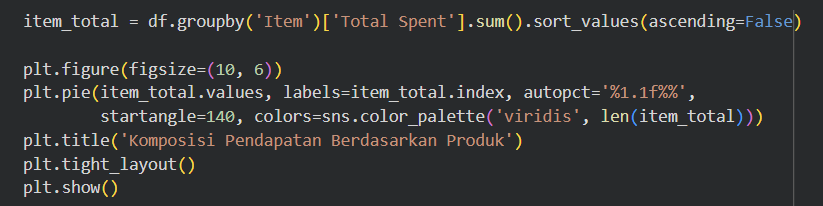 item_total = df.groupby('Item')['Total Spent'].sum().sort_values(ascending=False)
plt.figure(figsize=(10, 6))
plt.pie(item_total.values, labels=item_total.index, autopct='%1.1f%%',
startangle=140, colors=sns.color_palette('viridis', len(item_total)))
plt.title('Komposisi Pendapatan Berdasarkan Produk')
plt.tight_layout()
plt.show()